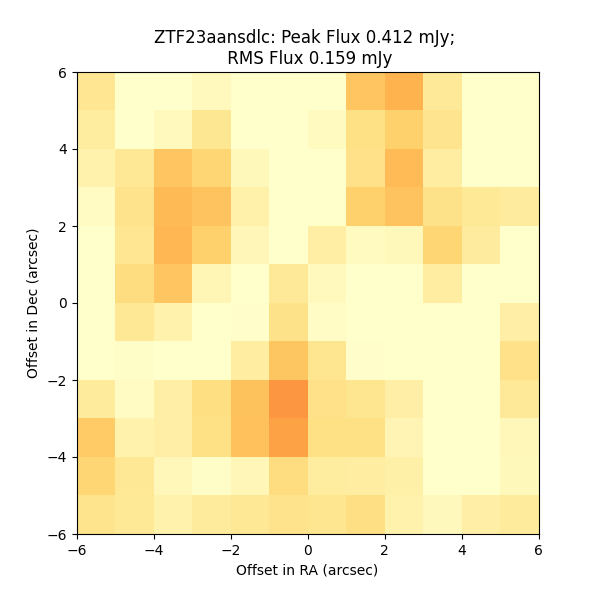 ZTF23aansdlc: Peak Flux 0.412 mJy;
RMS Flux 0.159 mJy
6
4
2
0
−2
−4
−6
Offset in Dec (arcsec)
−6 −4 −2 0 2 4 6
Offset in RA (arcsec)